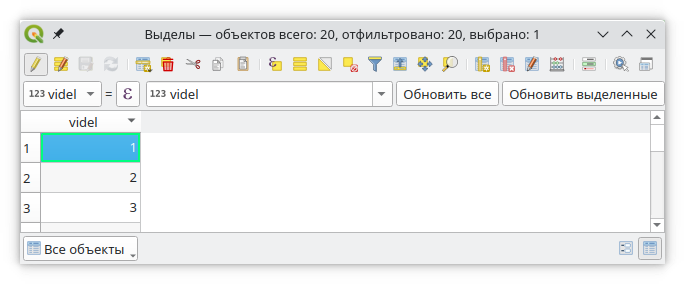 Выделы — объектов всего: 20, отфильтровано: 20, выбрано: 1
123 videl = ε 123 videl Обновить все Обновить выделенные
videl
1 1
2 2
3 3
Все объекты